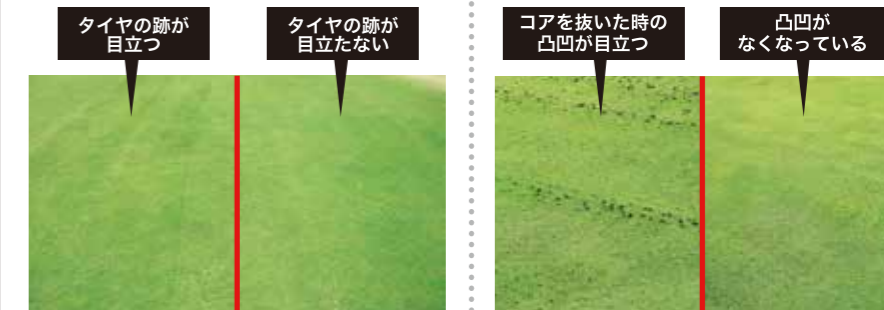 タイヤの跡が
目立つ
タイヤの跡が
目立たない
コアを抜いた時の
凸凹が目立つ
凸凹が
なくなっている